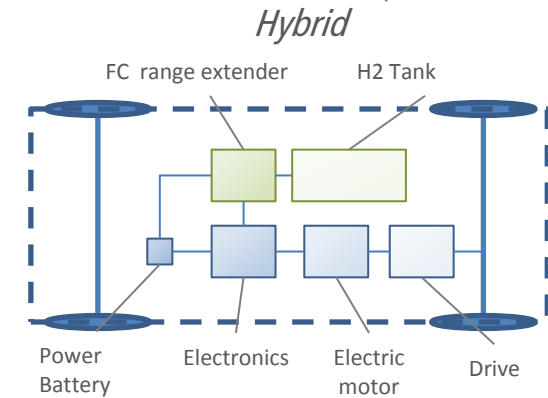 Hybrid
FC range extender
H2 Tank
Power
Battery
Electronics
Electric
motor
Drive